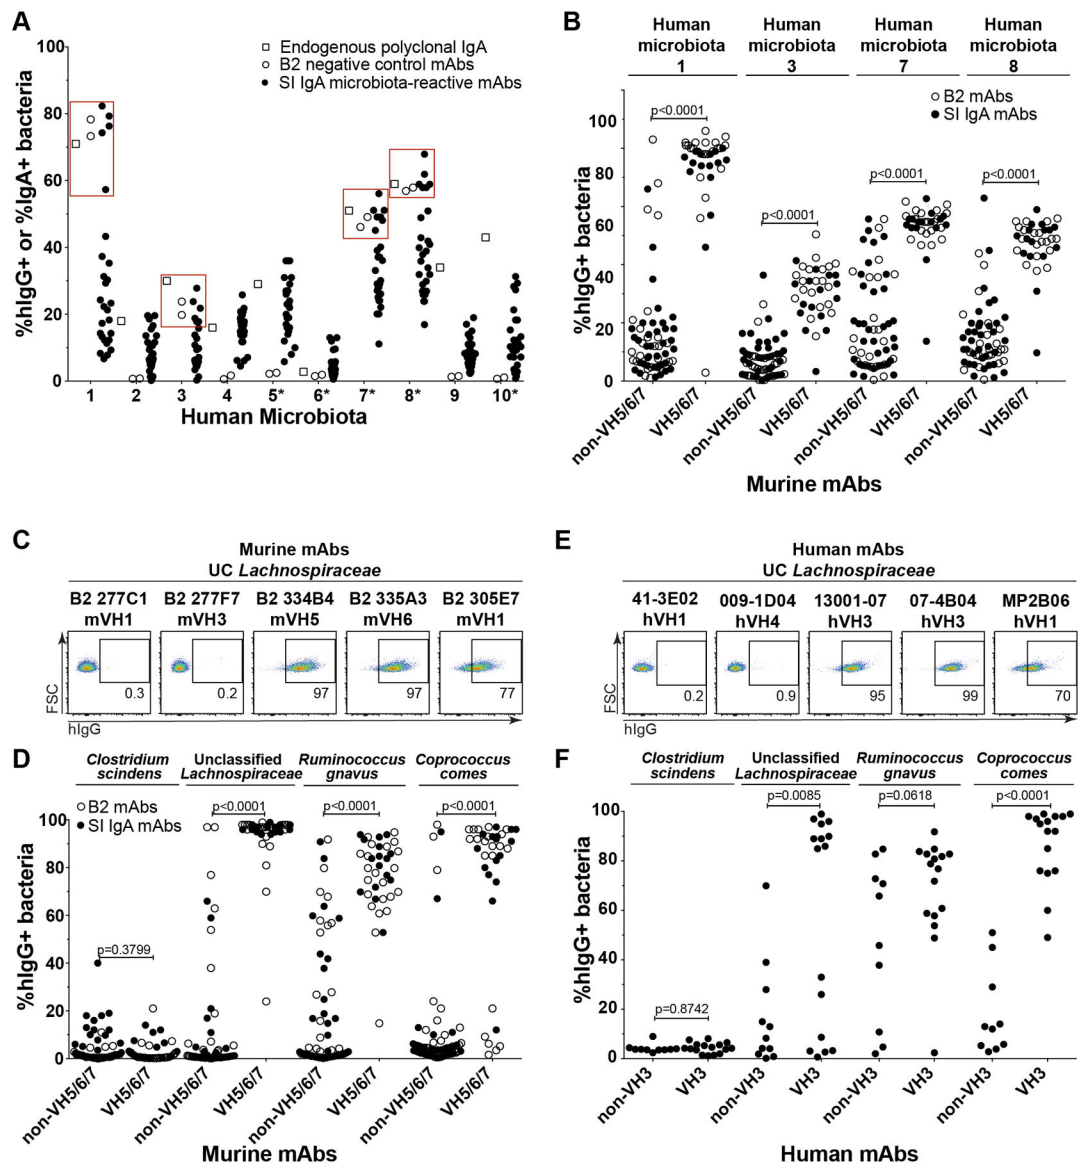 A
100
80
60
40
20
0
%hIgG+ or %IgA+ bacteria
Endogenous polyclonal IgA
B2 negative control mAbs
SI IgA microbiota-reactive mAbs
1 2 3 4 5* 6* 7* 8* 9 10*
Human Microbiota
B
Human microbiota 1
Human microbiota 3
Human microbiota 7
Human microbiota 8
B2 mAbs
SI IgA mAbs
p<0.0001
p<0.0001
p<0.0001
p<0.0001
100
80
60
40
20
0
%hIgG+ bacteria
non-VH5/6/7
VH5/6/7
non-VH5/6/7
VH5/6/7
non-VH5/6/7
VH5/6/7
non-VH5/6/7
VH5/6/7
Murine mAbs
C
Murine mAbs
UC Lachnospiraceae
B2 277C1 B2 277F7 B2 334B4 B2 335A3 B2 305E7
mVH1 mVH3 mVH5 mVH6 mVH1
0.3 0.2 97 97 77
FSC
hIgG
E
Human mAbs
UC Lachnospiraceae
41-3E02 009-1D04 13001-07 07-4B04 MP2B06
hVH1 hVH4 hVH3 hVH3 hVH1
0.2 0.9 95 99 70
FSC
hIgG
D
Clostridium scindens
Unclassified Lachnospiraceae
Ruminococcus gnavus
Coprococcus comes
B2 mAbs
SI IgA mAbs
p=0.3799
p<0.0001
p<0.0001
p<0.0001
100
80
60
40
20
0
%hIgG+ bacteria
non-VH5/6/7
VH5/6/7
non-VH5/6/7
VH5/6/7
non-VH5/6/7
VH5/6/7
non-VH5/6/7
VH5/6/7
Murine mAbs
F
Clostridium scindens
Unclassified Lachnospiraceae
Ruminococcus gnavus
Coprococcus comes
p=0.8742
p=0.0085
p=0.0618
p<0.0001
100
80
60
40
20
0
%hIgG+ bacteria
non-VH3
VH3
non-VH3
VH3
non-VH3
VH3
non-VH3
VH3
Human mAbs